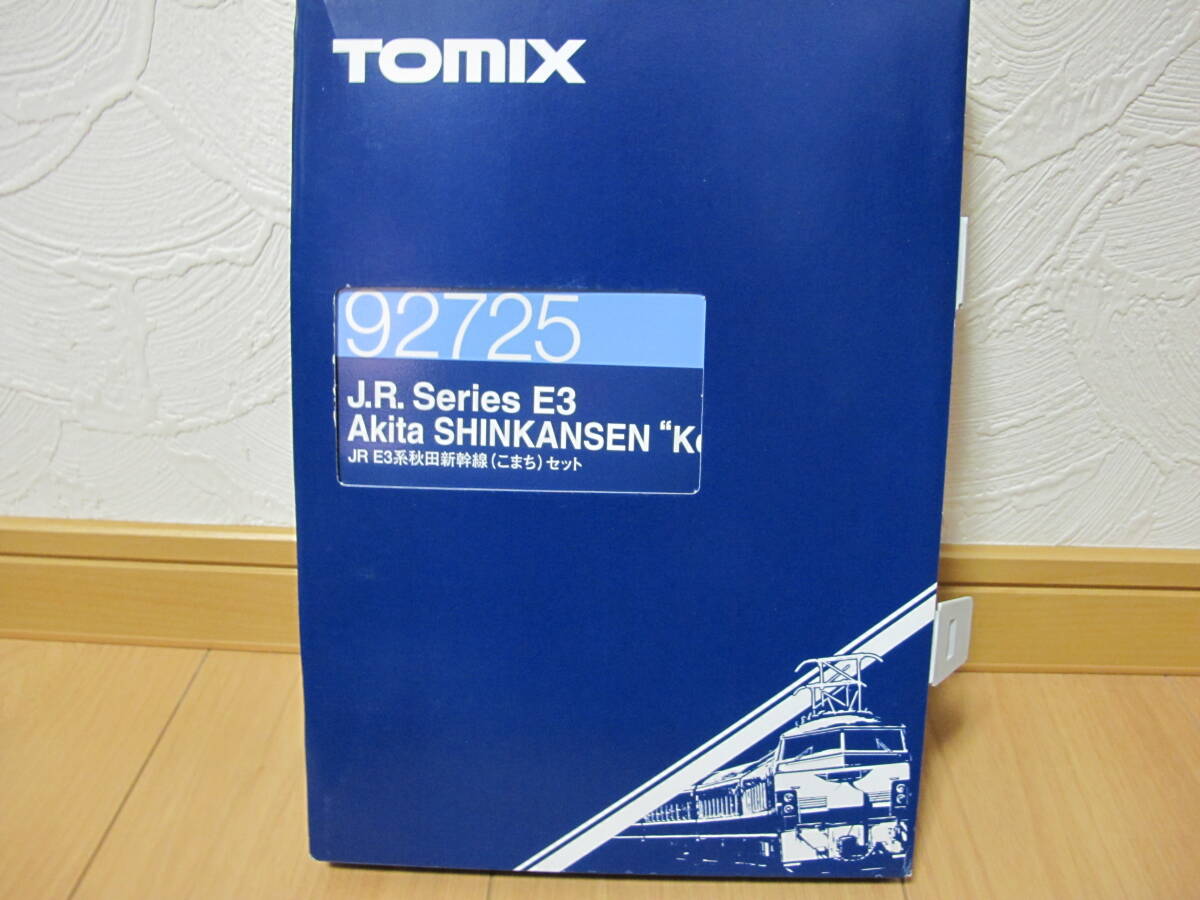 TOMIX
92725
J.R. Series E3
Akita SHINKANSEN “Ko
JR E3系秋田新幹線(こまち)セット